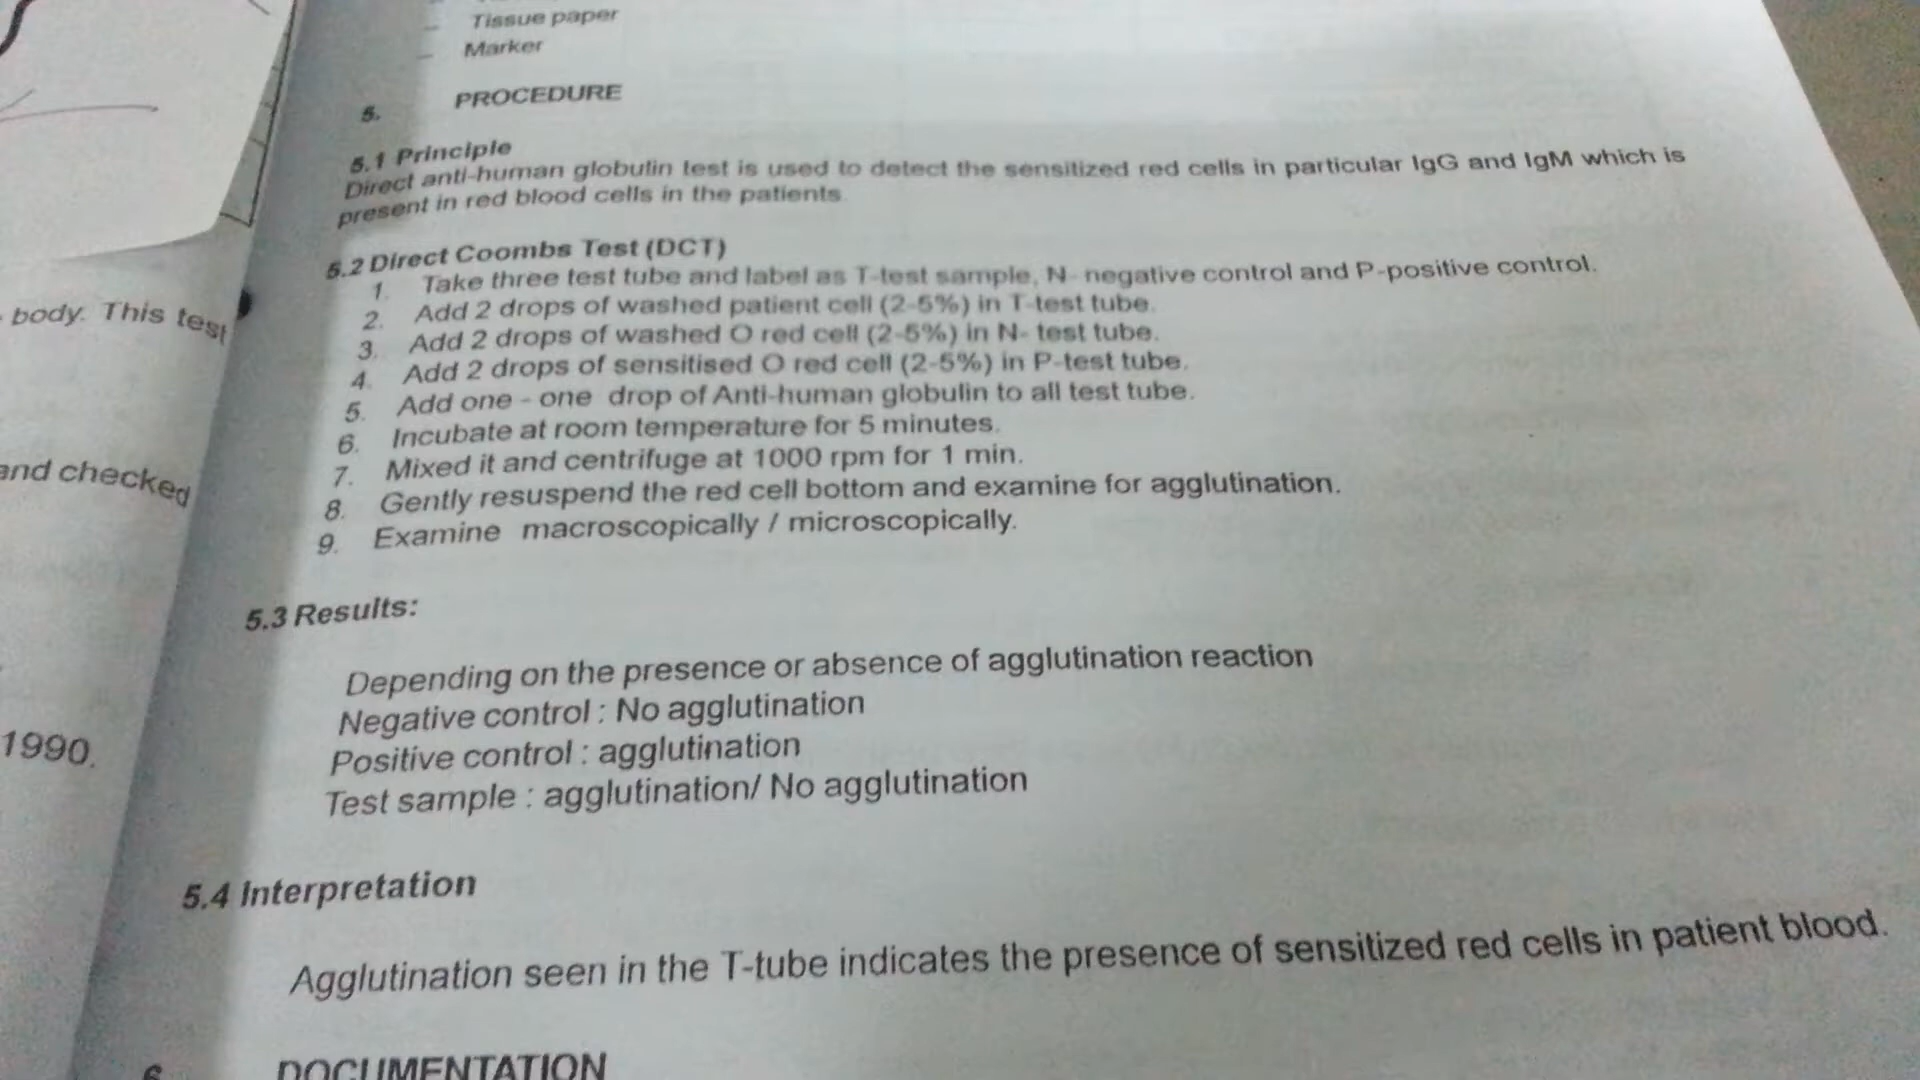 Tissue paper
Marker
5. PROCEDURE
5.1 Principle
Direct anti-human globulin test is used to detect the sensitized red cells in particular IgG and IgM which is
present in red blood cells in the patients
5.2 Direct Coombs Test (DCT)
1. Take three test tube and label as T-test sample, N- negative control and P-positive control.
2. Add 2 drops of washed patient cell (2-5%) in T-test tube.
3. Add 2 drops of washed O red cell (2-5%) in N- test tube.
4. Add 2 drops of sensitised O red cell (2-5%) in P-test tube.
5. Add one - one drop of Anti-human globulin to all test tube.
6. Incubate at room temperature for 5 minutes.
7. Mixed it and centrifuge at 1000 rpm for 1 min.
8. Gently resuspend the red cell bottom and examine for agglutination.
9. Examine macroscopically / microscopically.
5.3 Results:
Depending on the presence or absence of agglutination reaction
Negative control : No agglutination
Positive control : agglutination
Test sample : agglutination/ No agglutination
5.4 Interpretation
Agglutination seen in the T-tube indicates the presence of sensitized red cells in patient blood.
6 DOCUMENTATION
body. This test
and checked
1990.